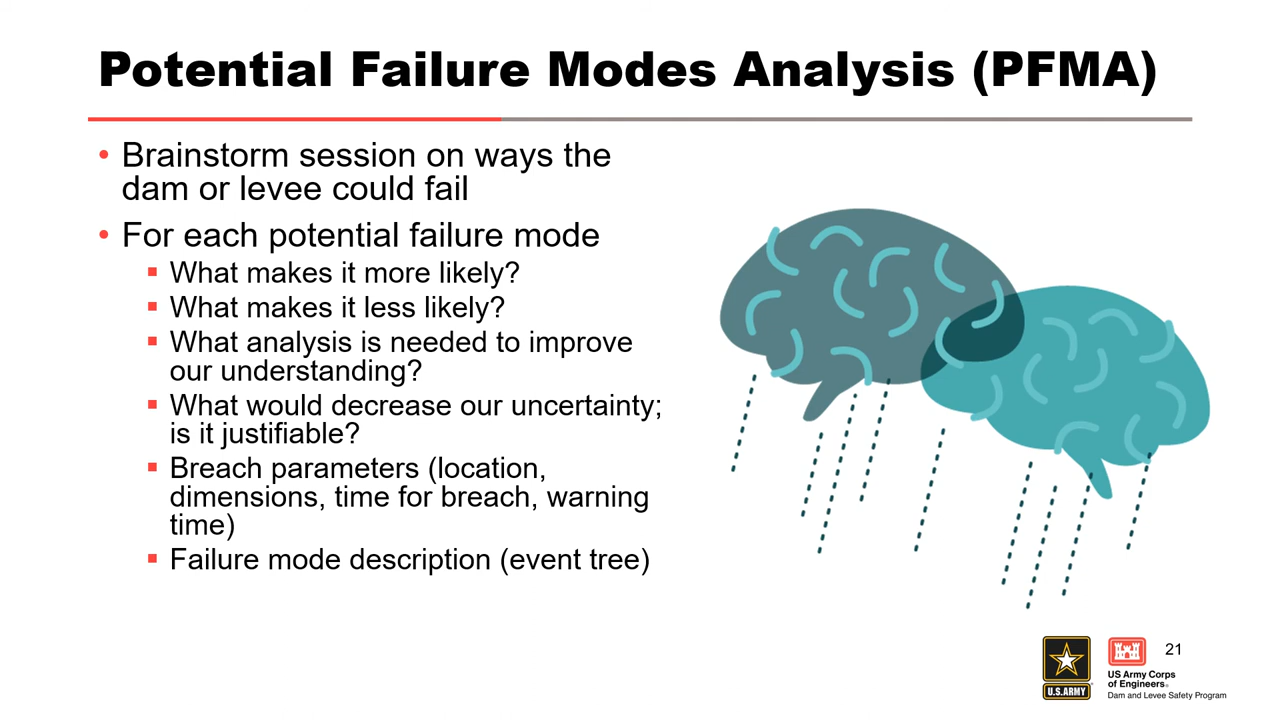 Potential Failure Modes Analysis (PFMA)
• Brainstorm session on ways the
dam or levee could fail
• For each potential failure mode
▪ What makes it more likely?
▪ What makes it less likely?
▪ What analysis is needed to improve
our understanding?
▪ What would decrease our uncertainty;
is it justifiable?
▪ Breach parameters (location,
dimensions, time for breach, warning
time)
▪ Failure mode description (event tree)
U.S.ARMY
US Army Corps
of Engineers®
Dam and Levee Safety Program
21